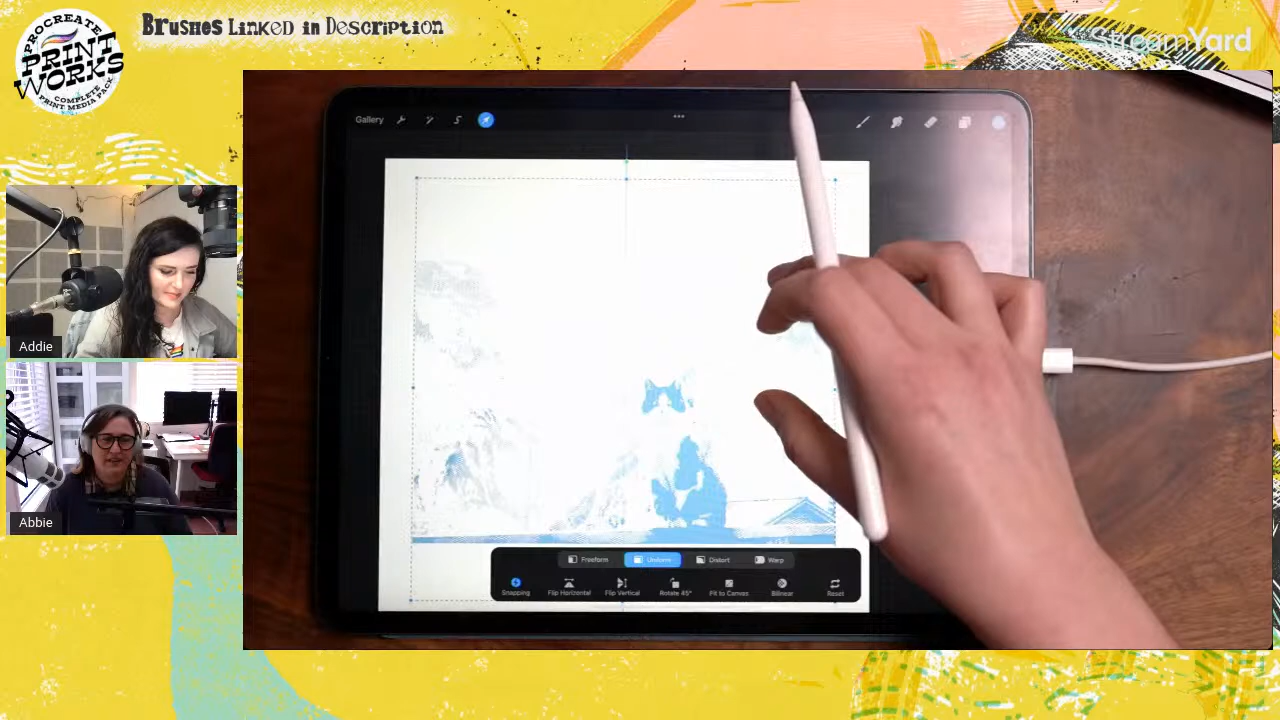 Brushes Linked in Description
StreamYard
PROCREATE
PRINT
WORKS
COMPLETE
PRINT MEDIA PACK
Gallery
S
Addie
Abbie
Freeform
Uniform
Distort
Warp
Snapping
Flip Horizontal
Flip Vertical
Rotate 45°
Fit to Canvas
Bilinear
Reset